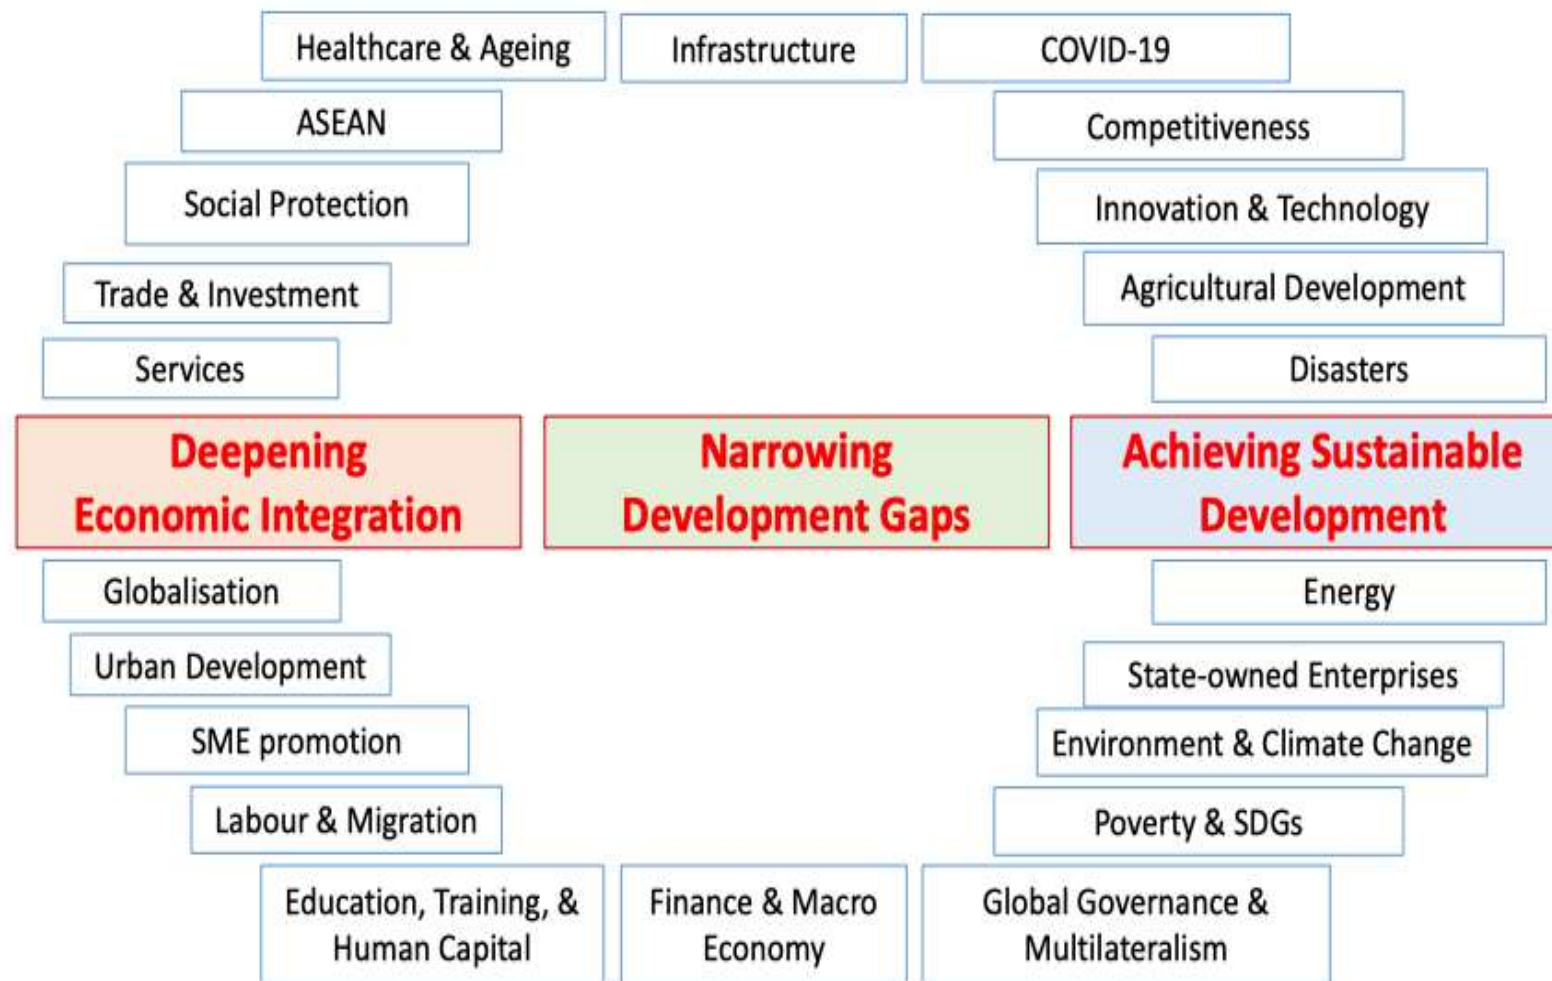 Healthcare & Ageing
Infrastructure
COVID-19
ASEAN
Competitiveness
Social Protection
Innovation & Technology
Trade & Investment
Agricultural Development
Services
Disasters
Deepening
Economic Integration
Narrowing
Development Gaps
Achieving Sustainable
Development
Globalisation
Energy
Urban Development
State-owned Enterprises
SME promotion
Environment & Climate Change
Labour & Migration
Poverty & SDGs
Education, Training, &
Human Capital
Finance & Macro
Economy
Global Governance &
Multilateralism